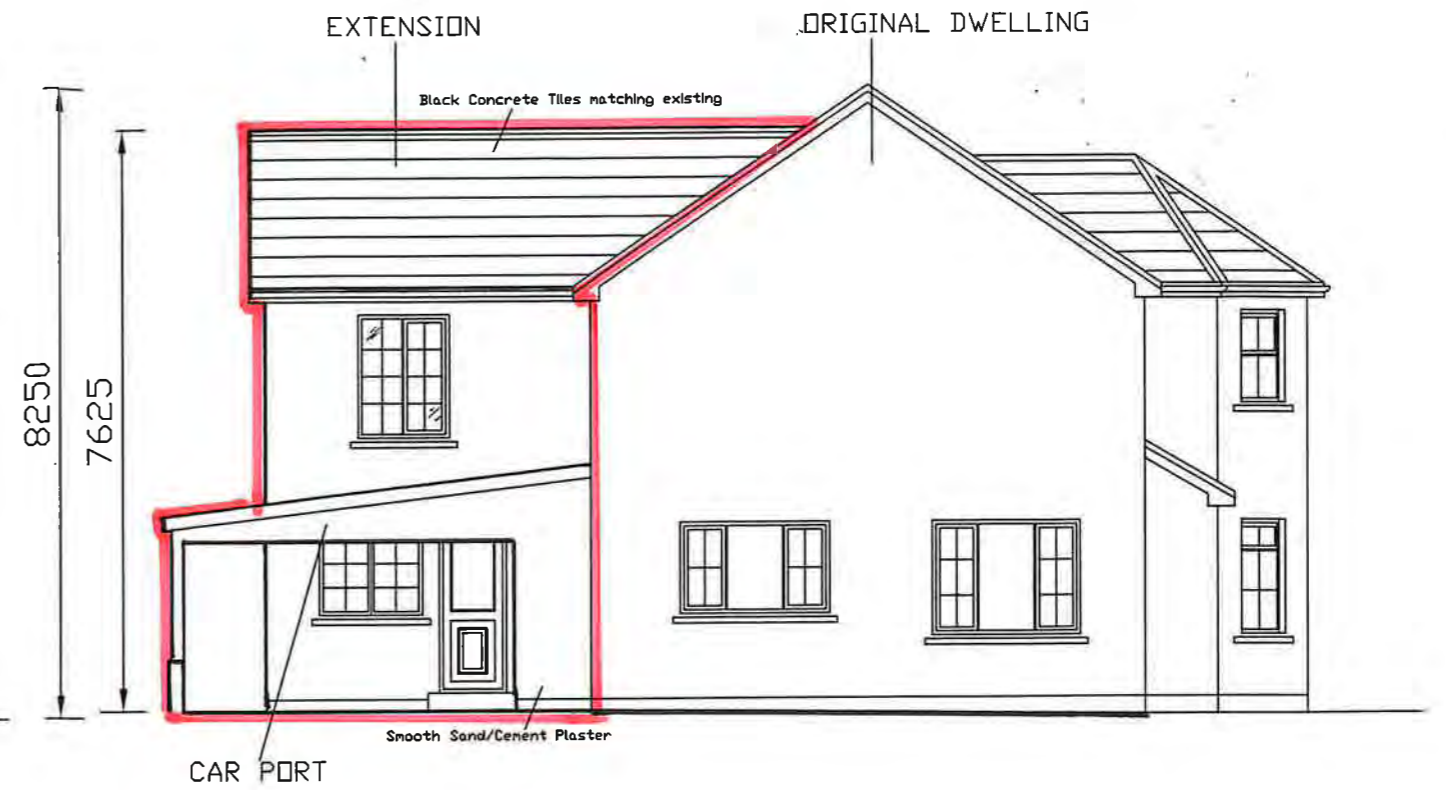 EXTENSION
ORIGINAL DWELLING
Black Concrete Tiles matching existing
8250
7625
Smooth Sand/Cement Plaster
CAR PORT